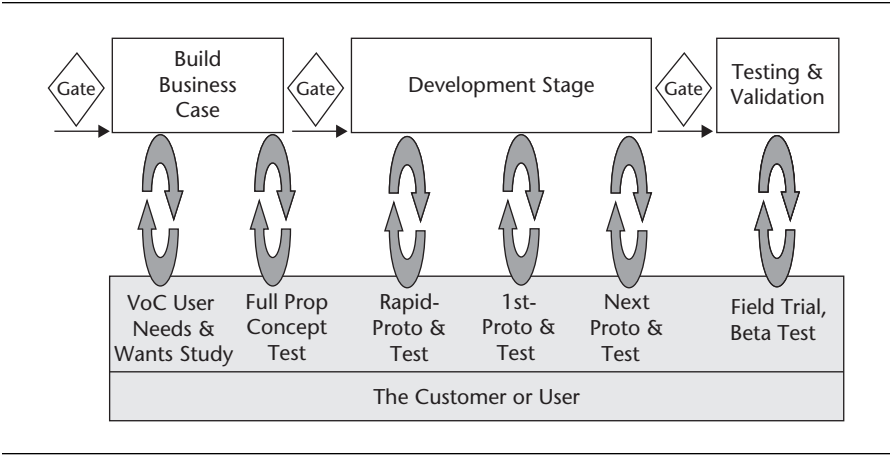 Gate
Build
Business
Case
Gate
Development Stage
Gate
Testing &
Validation
VoC User
Needs &
Wants Study
Full Prop
Concept
Test
Rapid-
Proto &
Test
1st-
Proto &
Test
Next
Proto &
Test
Field Trial,
Beta Test
The Customer or User